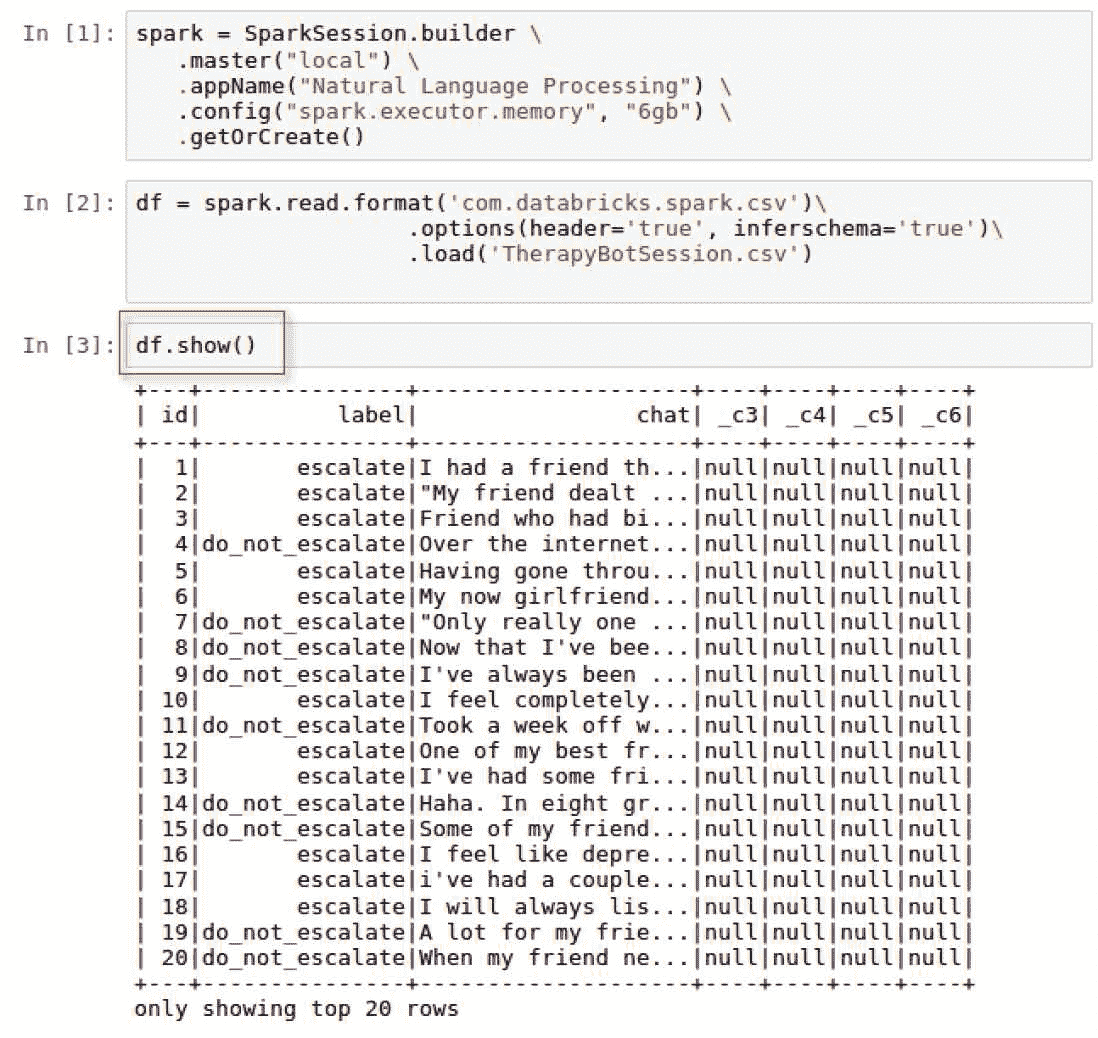 In [1]: spark = SparkSession.builder \
.master("local") \
.appName("Natural Language Processing") \
.config("spark.executor.memory", "6gb") \
.getOrCreate()
In [2]: df = spark.read.format('com.databricks.spark.csv')\
.options(header='true', inferschema='true')\
.load('TherapyBotSession.csv')
In [3]: df.show()
+---+---------------+--------------------+----+----+----+----+
| id|          label|                chat| _c3| _c4| _c5| _c6|
+---+---------------+--------------------+----+----+----+----+
|  1|       escalate|I had a friend th...|null|null|null|null|
|  2|       escalate|"My friend dealt ...|null|null|null|null|
|  3|       escalate|Friend who had bi...|null|null|null|null|
|  4|do_not_escalate|Over the internet...|null|null|null|null|
|  5|       escalate|Having gone throu...|null|null|null|null|
|  6|       escalate|My now girlfriend...|null|null|null|null|
|  7|do_not_escalate|"Only really one ...|null|null|null|null|
|  8|do_not_escalate|Now that I've bee...|null|null|null|null|
|  9|do_not_escalate|I've always been ...|null|null|null|null|
| 10|       escalate|I feel completely...|null|null|null|null|
| 11|do_not_escalate|Took a week off w...|null|null|null|null|
| 12|       escalate|One of my best fr...|null|null|null|null|
| 13|       escalate|I've had some fri...|null|null|null|null|
| 14|do_not_escalate|Haha. In eight gr...|null|null|null|null|
| 15|do_not_escalate|Some of my friend...|null|null|null|null|
| 16|       escalate|I feel like depre...|null|null|null|null|
| 17|       escalate|i've had a couple...|null|null|null|null|
| 18|       escalate|I will always lis...|null|null|null|null|
| 19|do_not_escalate|A lot for my frie...|null|null|null|null|
| 20|do_not_escalate|When my friend ne...|null|null|null|null|
+---+---------------+--------------------+----+----+----+----+
only showing top 20 rows